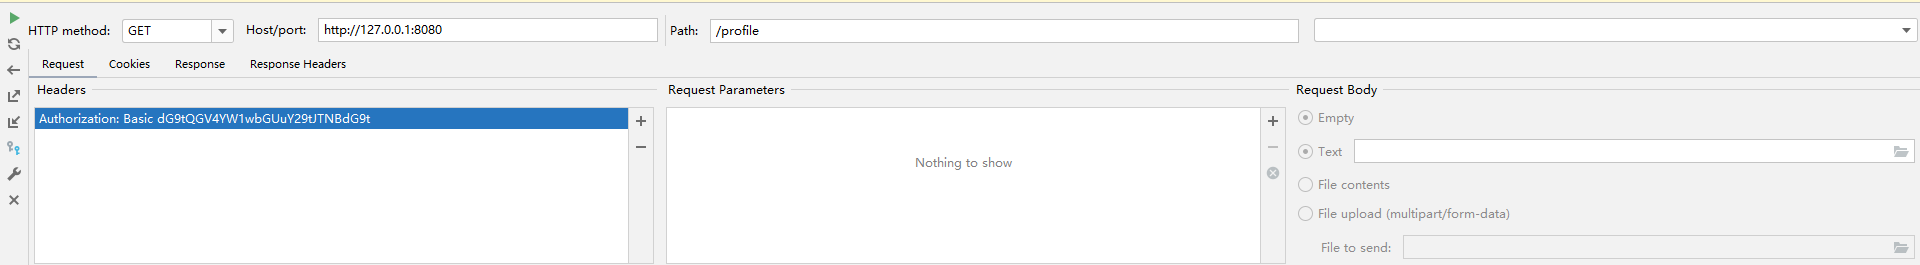 HTTP method: GET Host/port: http://127.0.0.1:8080 Path: /profile
Request Cookies Response Response Headers
Headers Request Parameters Request Body
Authorization: Basic dG9tQGV4YW1wbGUuY29tJTNBdG9t
Nothing to show
Empty
Text
File contents
File upload (multipart/form-data)
File to send: